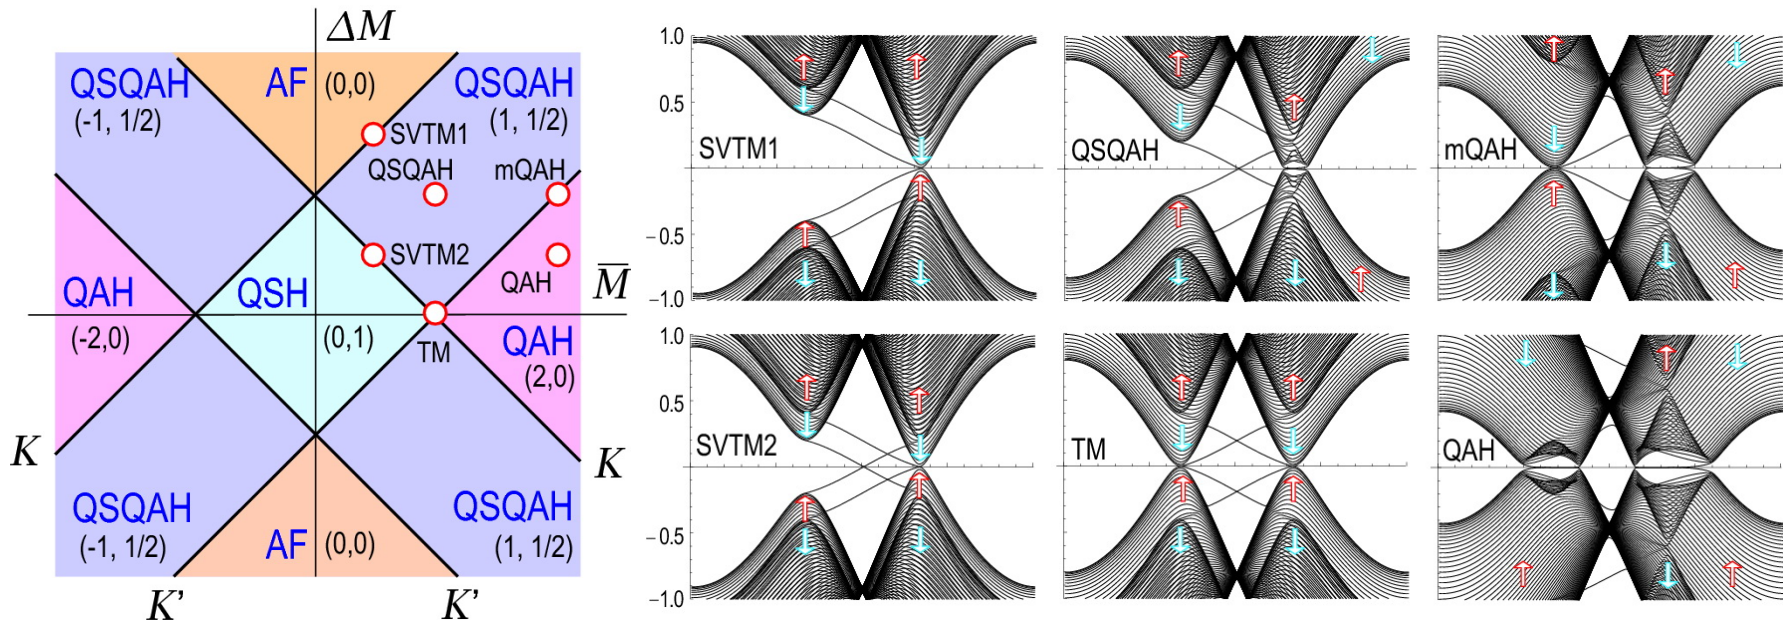 ΔM
QSQAH
(-1, 1/2)
AF
(0,0)
QSQAH
(1, 1/2)
SVTM1
QSQAH
mQAH
SVTM2
QAH
M̅
QAH
(-2,0)
QSH
(0,1)
TM
QAH
(2,0)
K
K
QSQAH
(-1, 1/2)
AF
(0,0)
QSQAH
(1, 1/2)
K'
K'
1.0
0.5
SVTM1
−0.5
−1.0
QSQAH
mQAH
1.0
0.5
SVTM2
−0.5
−1.0
TM
QAH